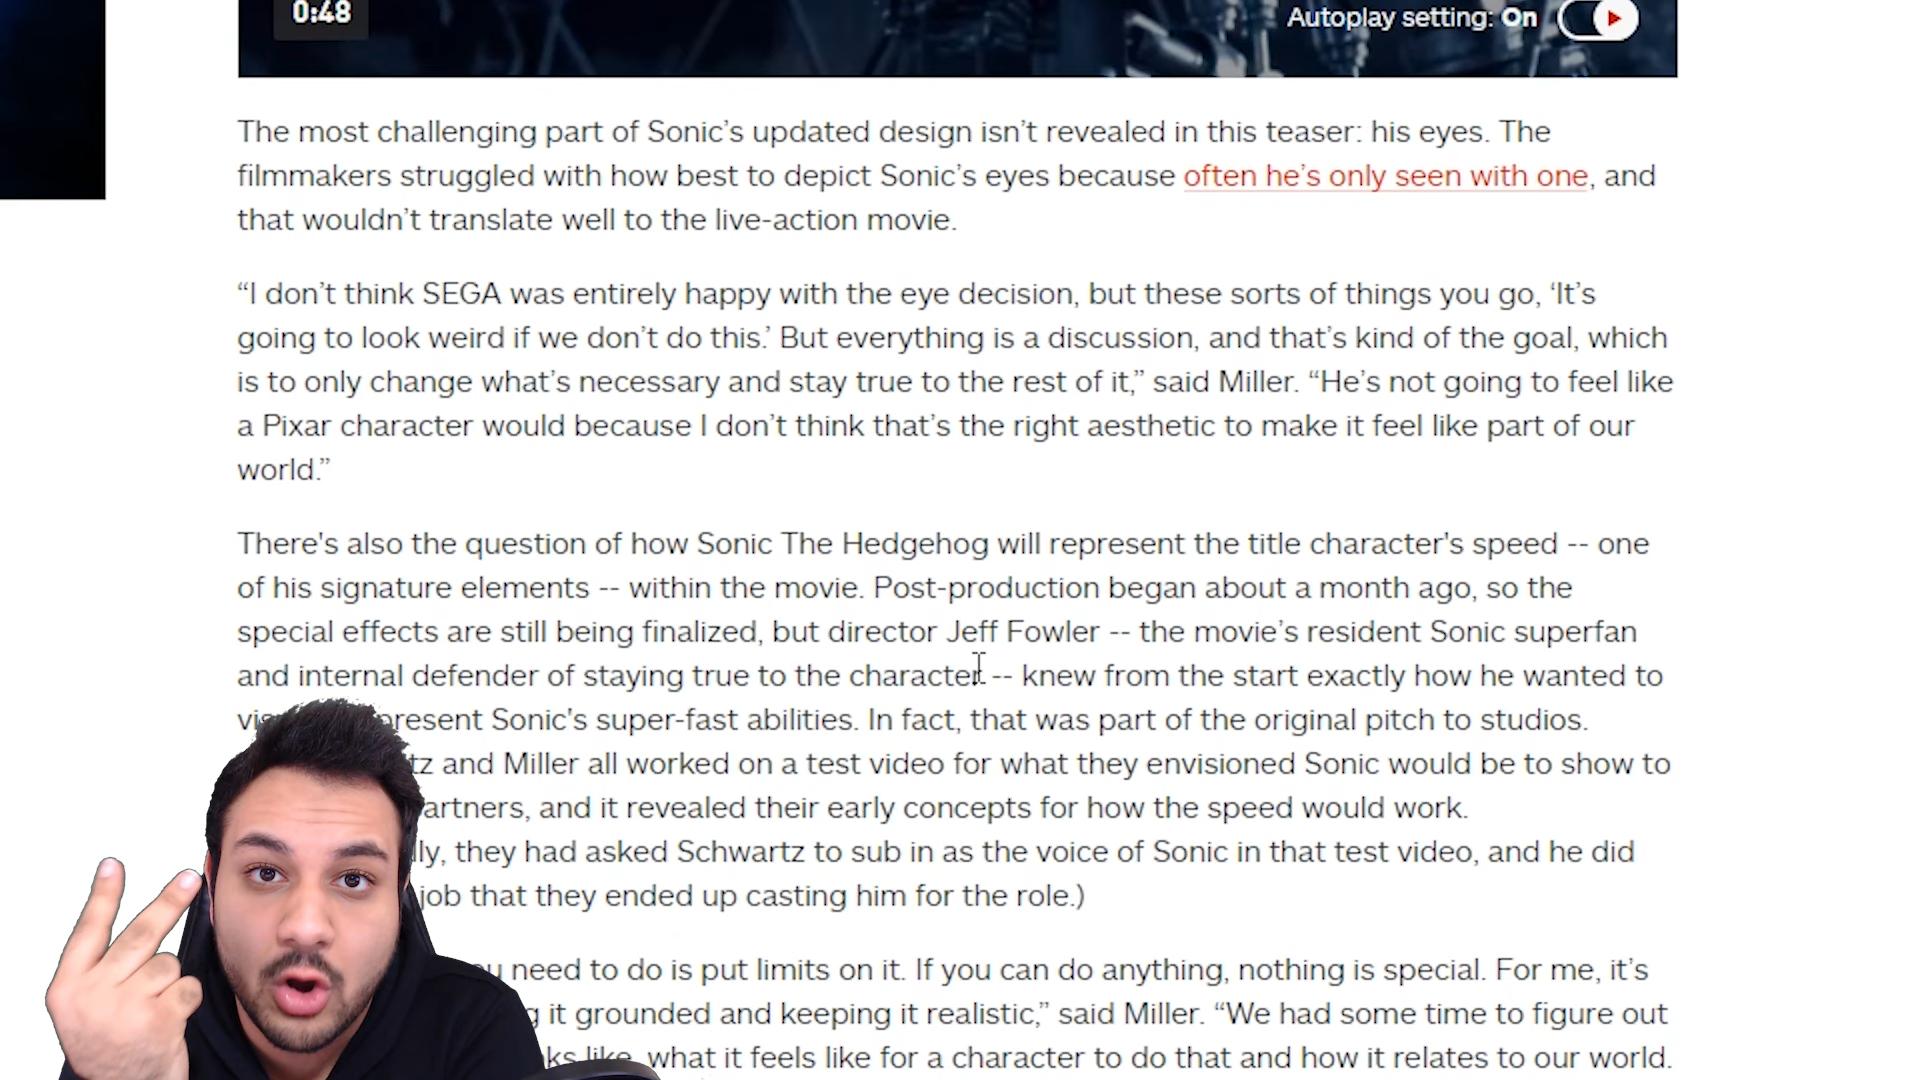 0:48
Autoplay setting: On
The most challenging part of Sonic’s updated design isn’t revealed in this teaser: his eyes. The
filmmakers struggled with how best to depict Sonic’s eyes because often he’s only seen with one, and
that wouldn’t translate well to the live-action movie.
“I don’t think SEGA was entirely happy with the eye decision, but these sorts of things you go, ‘It’s
going to look weird if we don’t do this.’ But everything is a discussion, and that’s kind of the goal, which
is to only change what’s necessary and stay true to the rest of it,” said Miller. “He’s not going to feel like
a Pixar character would because I don’t think that’s the right aesthetic to make it feel like part of our
world.”
There's also the question of how Sonic The Hedgehog will represent the title character's speed -- one
of his signature elements -- within the movie. Post-production began about a month ago, so the
special effects are still being finalized, but director Jeff Fowler -- the movie’s resident Sonic superfan
and internal defender of staying true to the character -- knew from the start exactly how he wanted to
present Sonic's super-fast abilities. In fact, that was part of the original pitch to studios.
tz and Miller all worked on a test video for what they envisioned Sonic would be to show to
artners, and it revealed their early concepts for how the speed would work.
lly, they had asked Schwartz to sub in as the voice of Sonic in that test video, and he did
job that they ended up casting him for the role.)
need to do is put limits on it. If you can do anything, nothing is special. For me, it’s
it grounded and keeping it realistic,” said Miller. “We had some time to figure out
like, what it feels like for a character to do that and how it relates to our world.